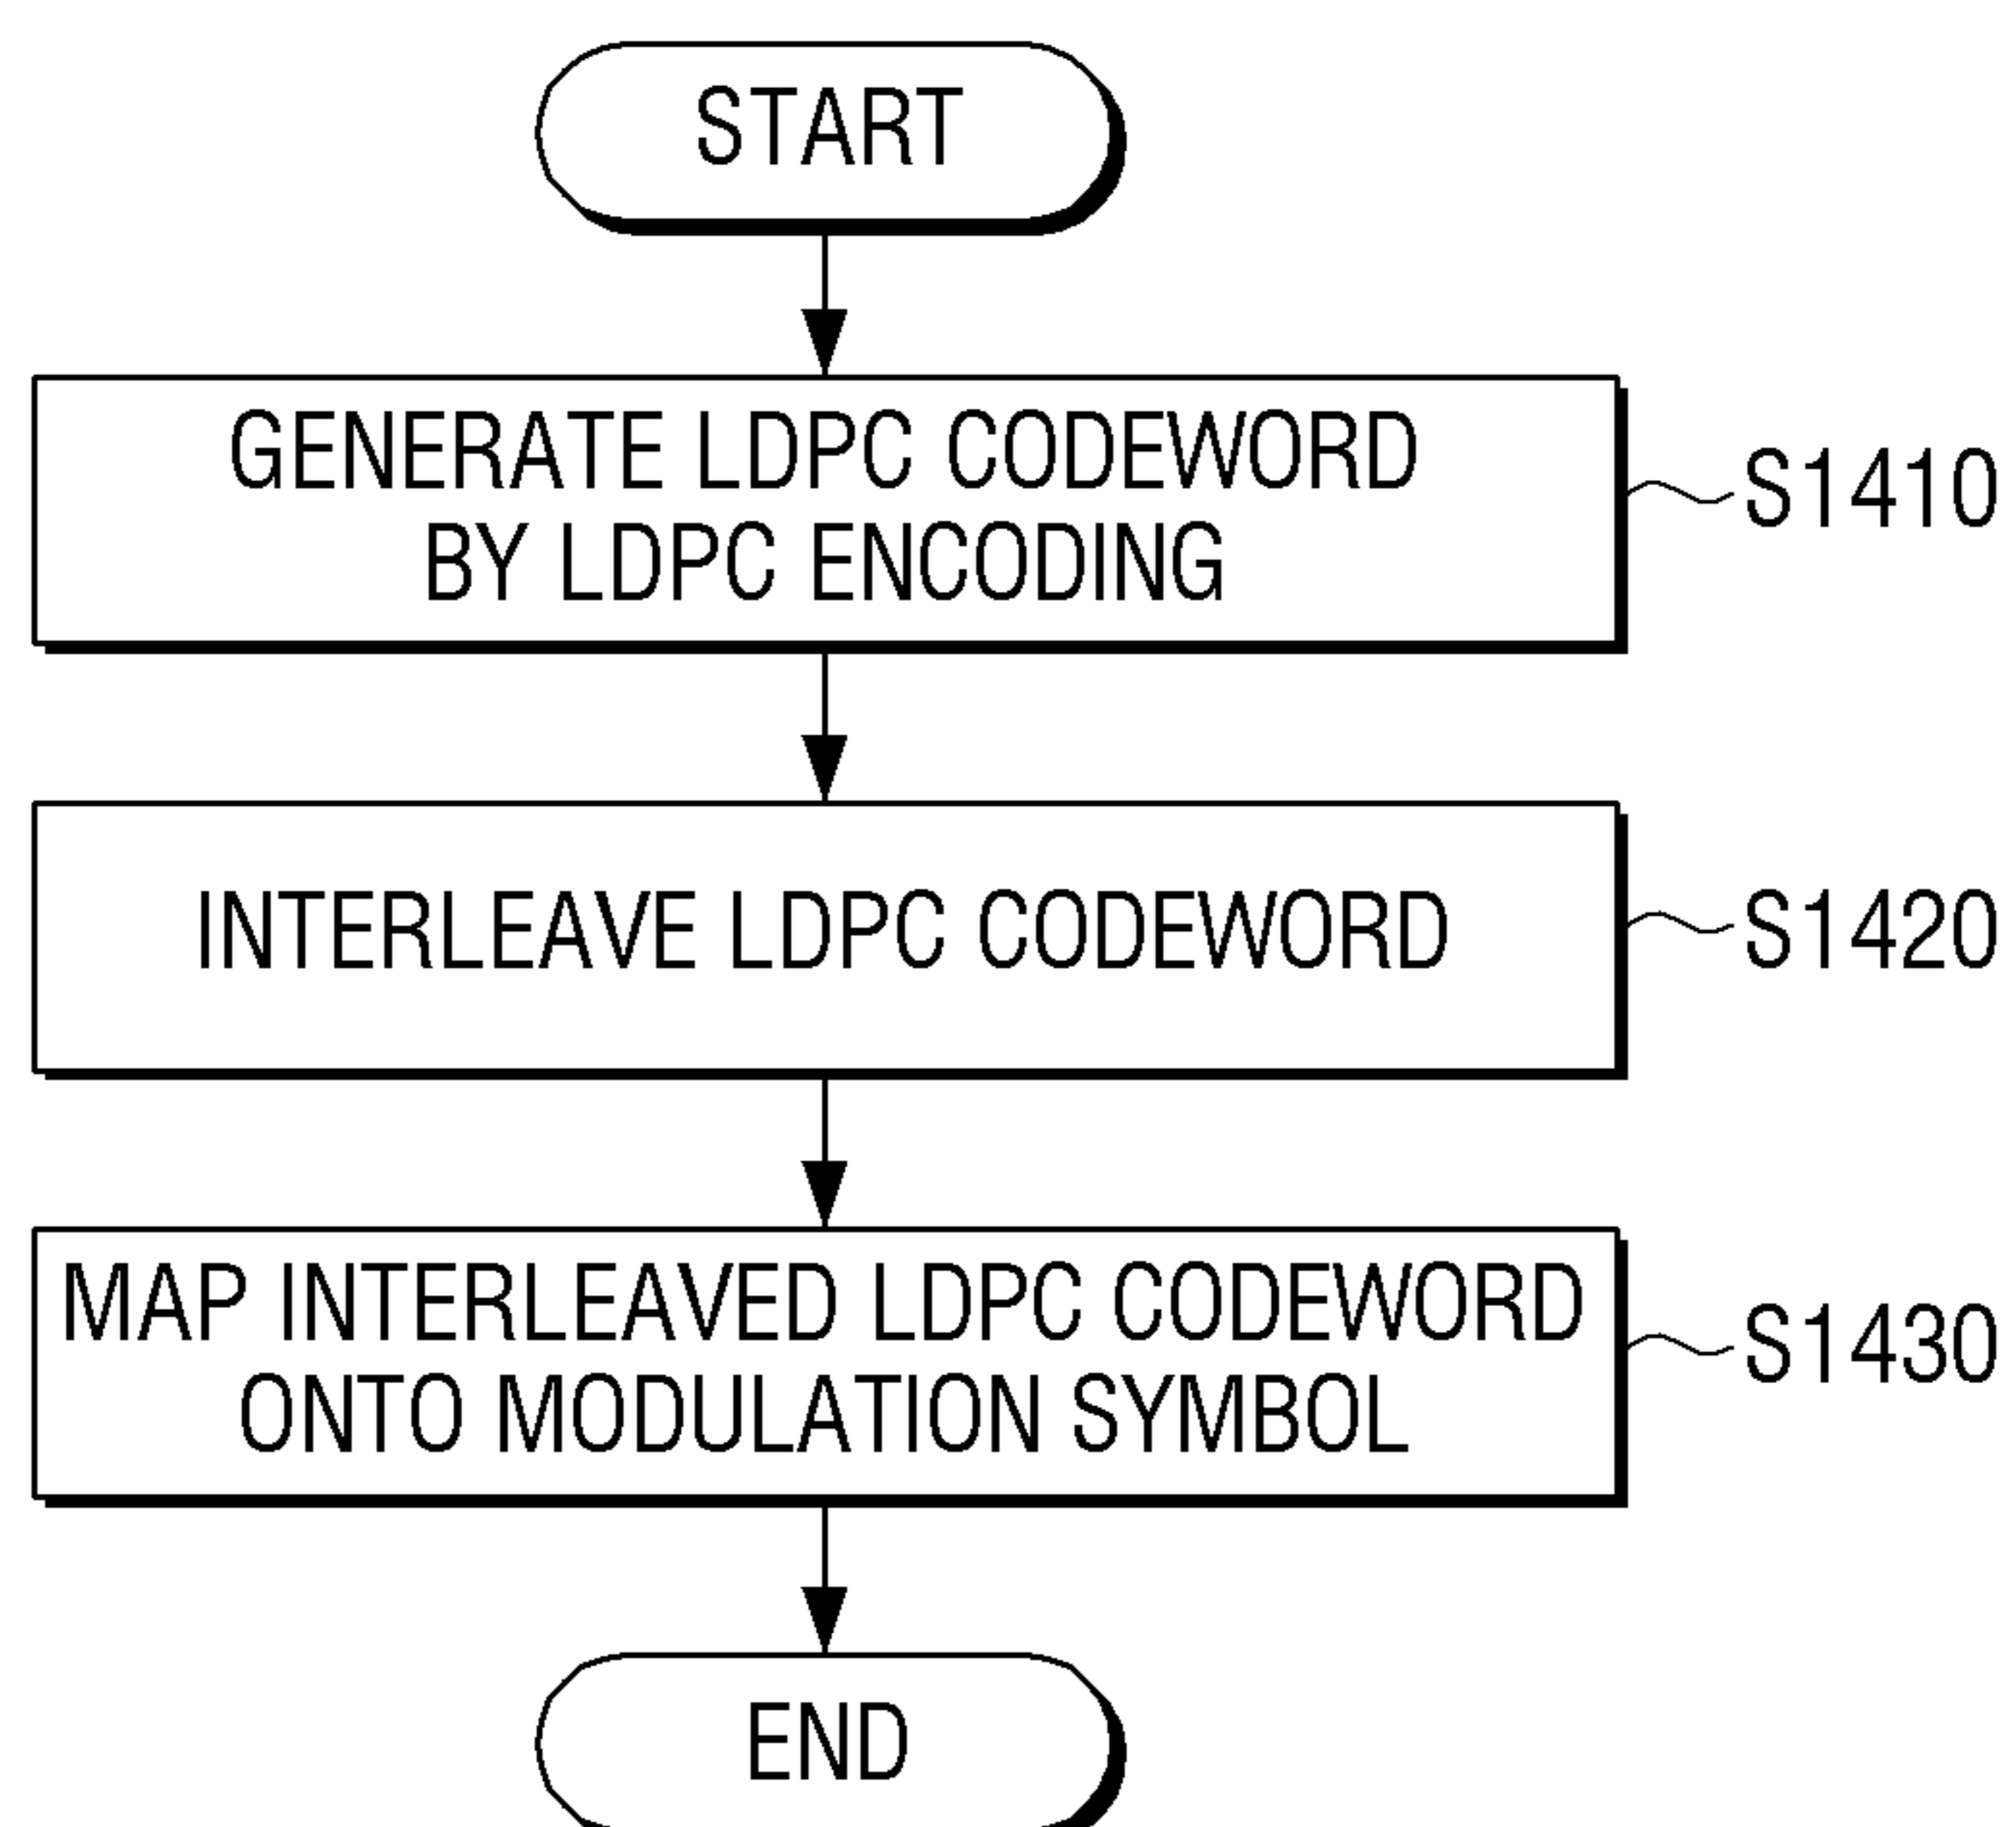 START
GENERATE LDPC CODEWORD
BY LDPC ENCODING
S1410
INTERLEAVE LDPC CODEWORD
S1420
MAP INTERLEAVED LDPC CODEWORD
ONTO MODULATION SYMBOL
S1430
END